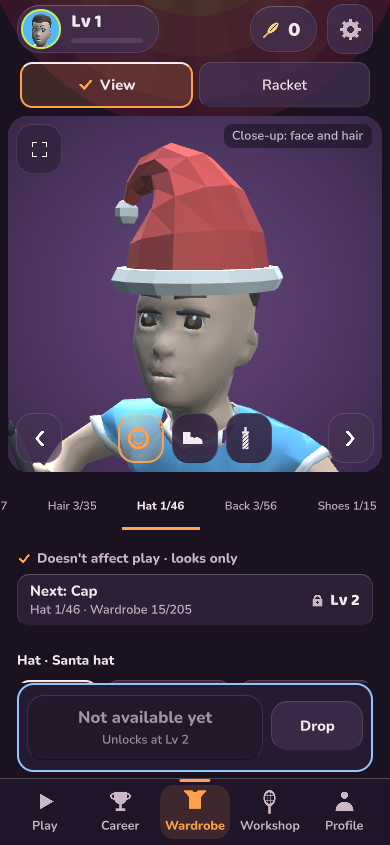 Lv 1
0
View
Racket
Close-up: face and hair
7
Hair 3/35
Hat 1/46
Back 3/56
Shoes 1/15
Doesn't affect play · looks only
Next: Cap
Hat 1/46 · Wardrobe 15/205
Lv 2
Hat · Santa hat
Not available yet
Unlocks at Lv 2
Drop
Play
Career
Wardrobe
Workshop
Profile